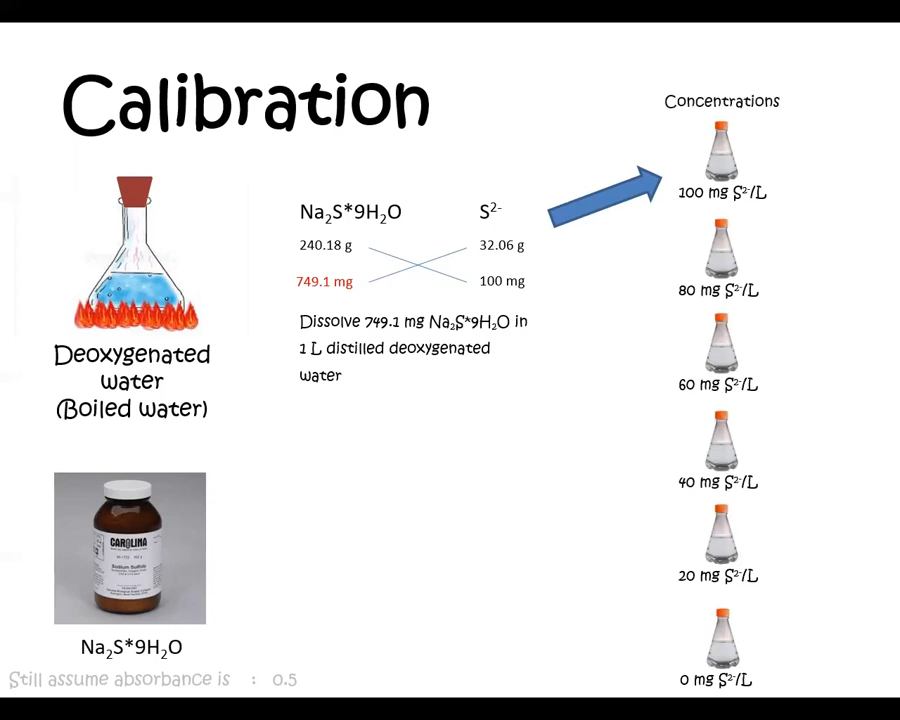 Calibration
Concentrations
100 mg S²⁻/L
Na₂S*9H₂O
S²⁻
240.18 g
32.06 g
749.1 mg
100 mg
80 mg S²⁻/L
Dissolve 749.1 mg Na₂S*9H₂O in
1 L distilled deoxygenated
water
Deoxygenated
water
(Boiled water)
60 mg S²⁻/L
40 mg S²⁻/L
CAROLINA
Sodium Sulfide
20 mg S²⁻/L
Na₂S*9H₂O
0 mg S²⁻/L
Still assume absorbance is : 0.5